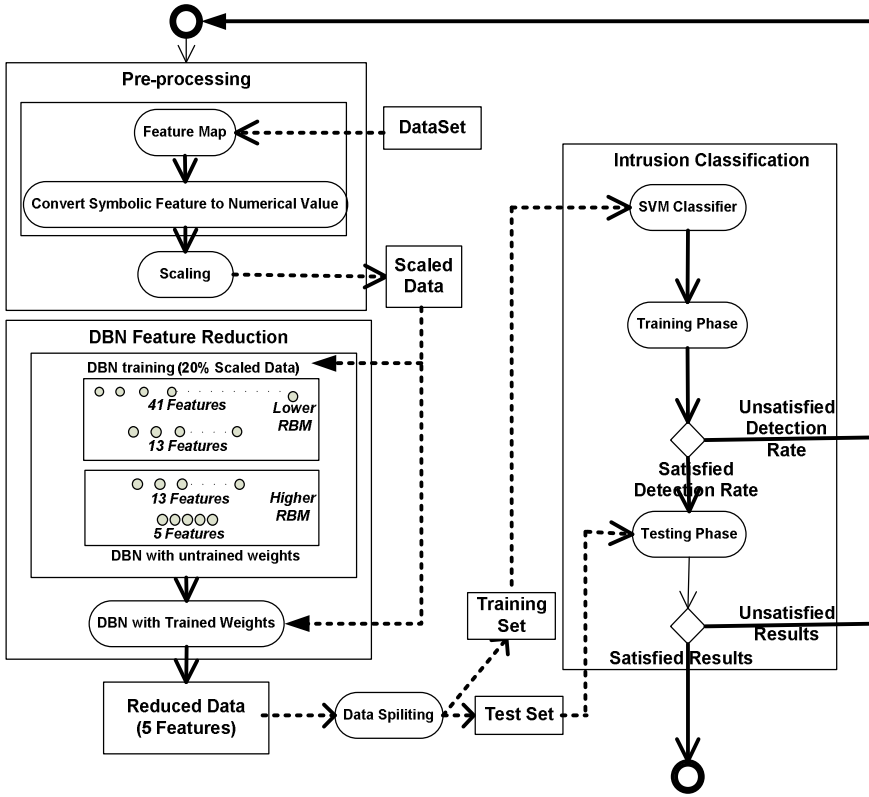 Pre-processing
Feature Map
DataSet
Convert Symbolic Feature to Numerical Value
Scaling
Scaled
Data
DBN Feature Reduction
DBN training (20% Scaled Data)
41 Features
Lower
RBM
13 Features
13 Features
Higher
RBM
5 Features
DBN with untrained weights
DBN with Trained Weights
Reduced Data
(5 Features)
Data Spiliting
Training
Set
Test Set
Intrusion Classification
SVM Classifier
Training Phase
Unsatisfied
Detection
Rate
Satisfied
Detection Rate
Testing Phase
Unsatisfied
Results
Satisfied Results